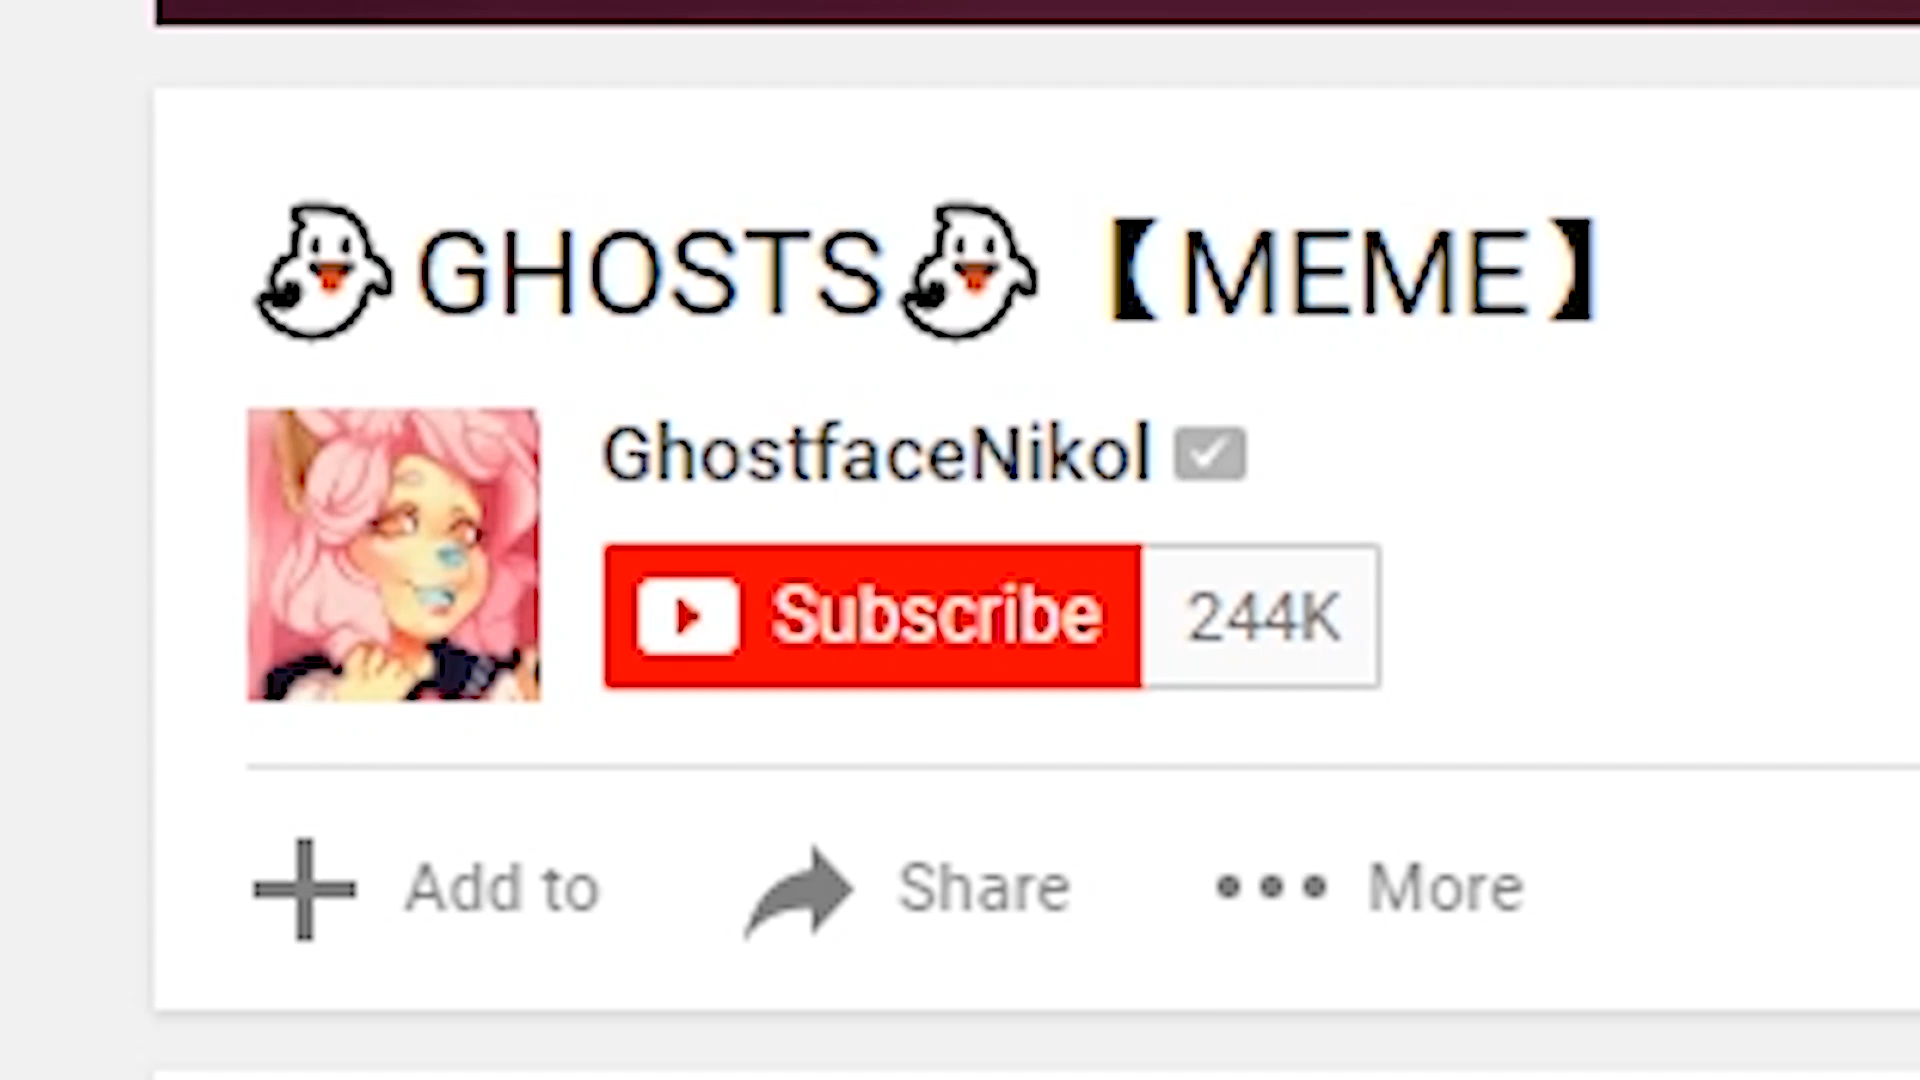 👻GHOSTS👻【MEME】
GhostfaceNikol
Subscribe 244K
Add to Share More